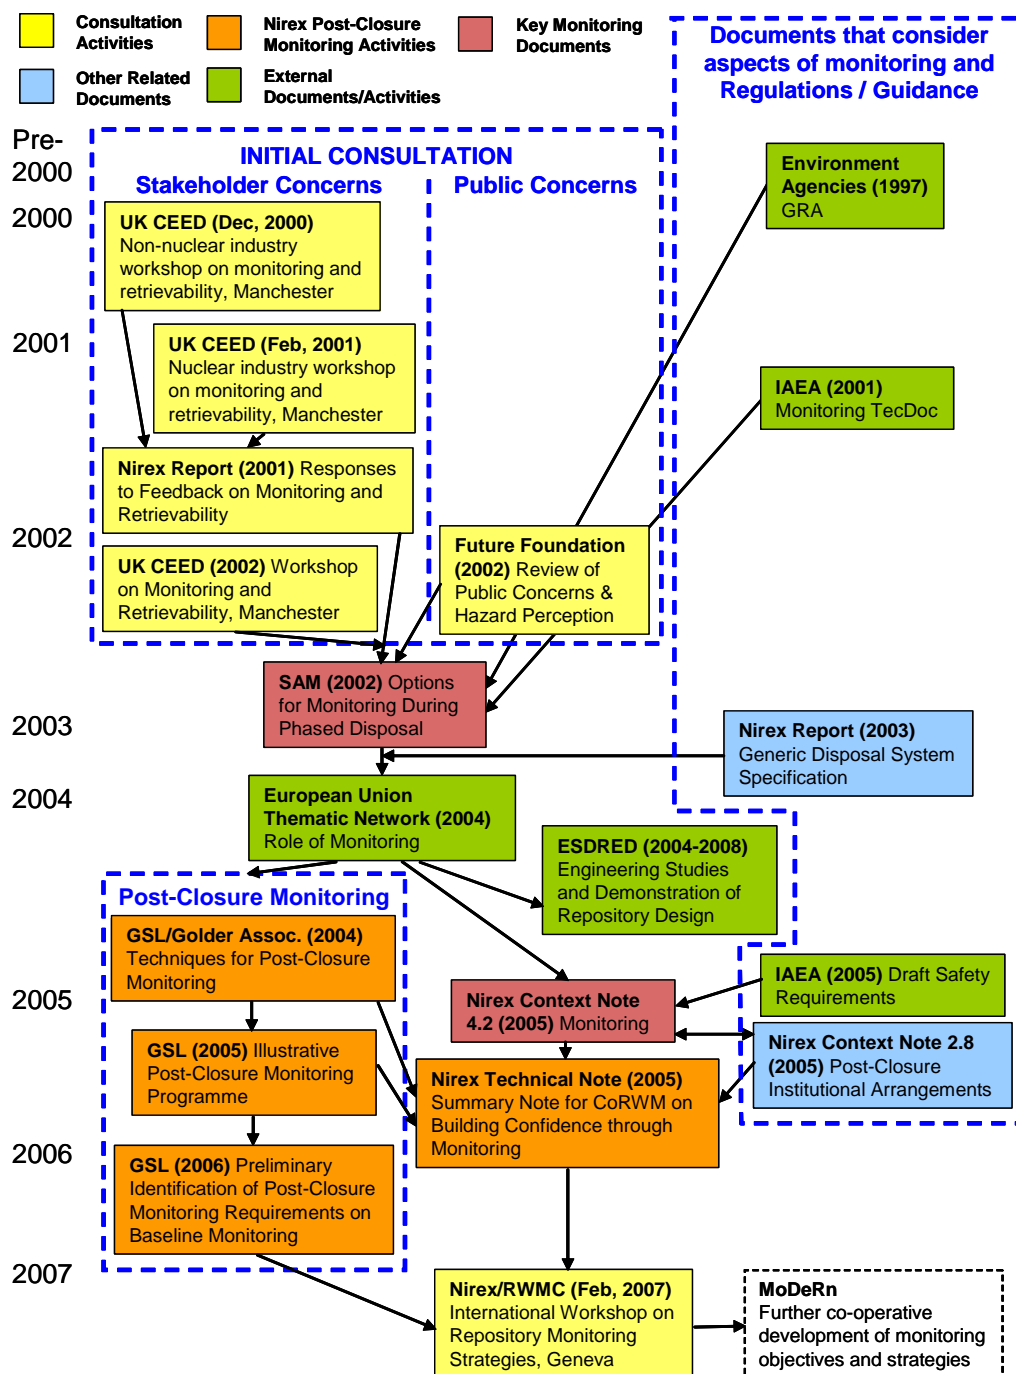 Consultation
Activities
Nirex Post-Closure
Monitoring Activities
Key Monitoring
Documents
Other Related
Documents
External
Documents/Activities
Documents that consider
aspects of monitoring and
Regulations / Guidance
Pre-
2000
INITIAL CONSULTATION
Stakeholder Concerns
Public Concerns
Environment
Agencies (1997)
GRA
2000
UK CEED (Dec, 2000)
Non-nuclear industry
workshop on monitoring and
retrievability, Manchester
2001
UK CEED (Feb, 2001)
Nuclear industry workshop
on monitoring and
retrievability, Manchester
IAEA (2001)
Monitoring TecDoc
Nirex Report (2001) Responses
to Feedback on Monitoring and
Retrievability
2002
UK CEED (2002) Workshop
on Monitoring and
Retrievability, Manchester
Future Foundation
(2002) Review of
Public Concerns &
Hazard Perception
SAM (2002) Options
for Monitoring During
Phased Disposal
2003
Nirex Report (2003)
Generic Disposal System
Specification
2004
European Union
Thematic Network (2004)
Role of Monitoring
ESDRED (2004-2008)
Engineering Studies
and Demonstration of
Repository Design
Post-Closure Monitoring
GSL/Golder Assoc. (2004)
Techniques for Post-Closure
Monitoring
2005
Nirex Context Note
4.2 (2005) Monitoring
IAEA (2005) Draft Safety
Requirements
GSL (2005) Illustrative
Post-Closure Monitoring
Programme
Nirex Technical Note (2005)
Summary Note for CoRWM on
Building Confidence through
Monitoring
Nirex Context Note 2.8
(2005) Post-Closure
Institutional Arrangements
2006
GSL (2006) Preliminary
Identification of Post-Closure
Monitoring Requirements on
Baseline Monitoring
2007
Nirex/RWMC (Feb, 2007)
International Workshop on
Repository Monitoring
Strategies, Geneva
MoDeRn
Further co-operative
development of monitoring
objectives and strategies